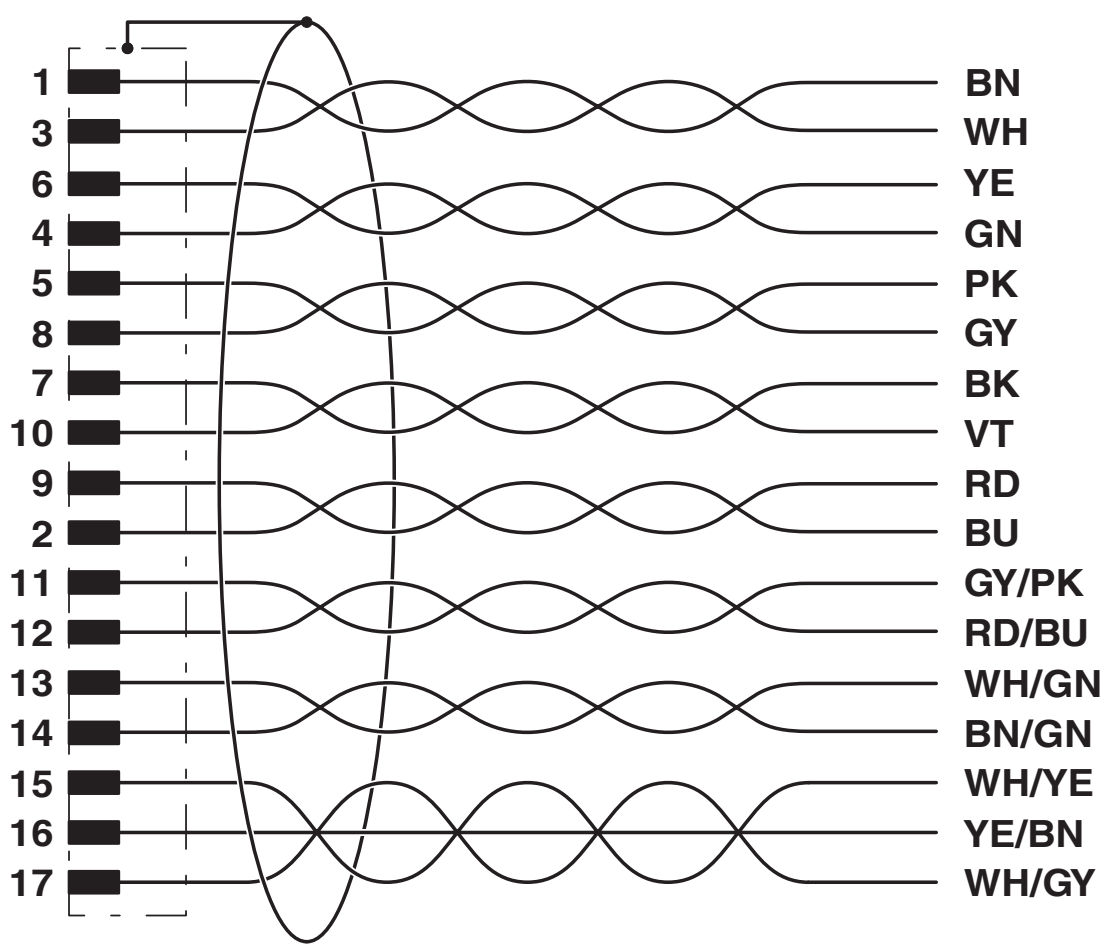 1 BN
3 WH
6 YE
4 GN
5 PK
8 GY
7 BK
10 VT
9 RD
2 BU
11 GY/PK
12 RD/BU
13 WH/GN
14 BN/GN
15 WH/YE
16 YE/BN
17 WH/GY